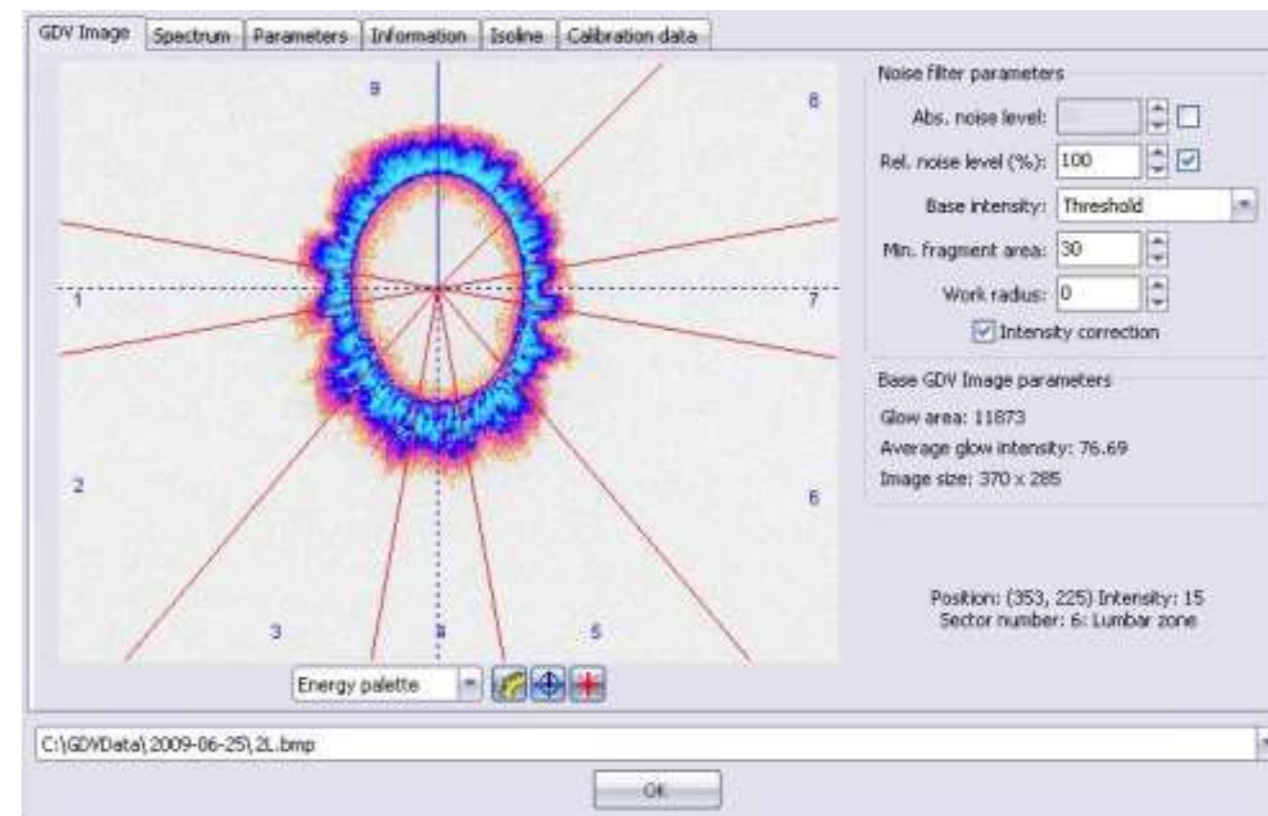 GDV Image Spectrum Parameters Information Isoline Calibration data
9
8
1
7
2
6
3
4
5
Energy palette
Noise filter parameters
Abs. noise level:
Rel. noise level (%): 100
Base intensity: Threshold
Min. fragment area: 30
Work radius: 0
Intensity correction
Base GDV Image parameters
Glow area: 11873
Average glow intensity: 76.69
Image size: 370 x 285
Position: (353, 225) Intensity: 15
Sector number: 6: Lumbar zone
C:\GDVData\2009-06-25\2L.bmp
OK